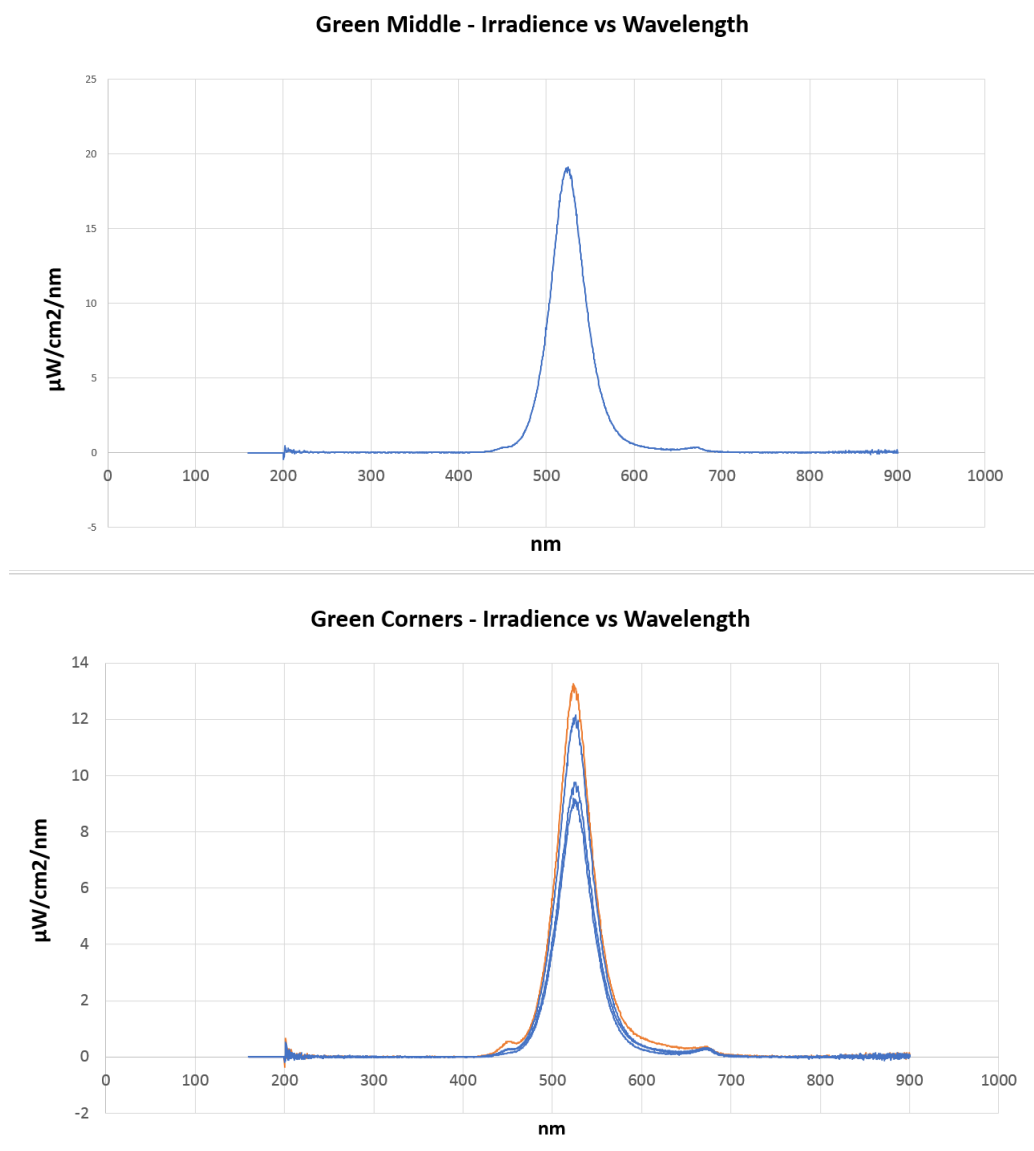 Green Middle - Irradience vs Wavelength
25
20
15
10
5
0
-5
µW/cm2/nm
0 100 200 300 400 500 600 700 800 900 1000
nm
Green Corners - Irradience vs Wavelength
14
12
10
8
6
4
2
0
-2
µW/cm2/nm
0 100 200 300 400 500 600 700 800 900 1000
nm